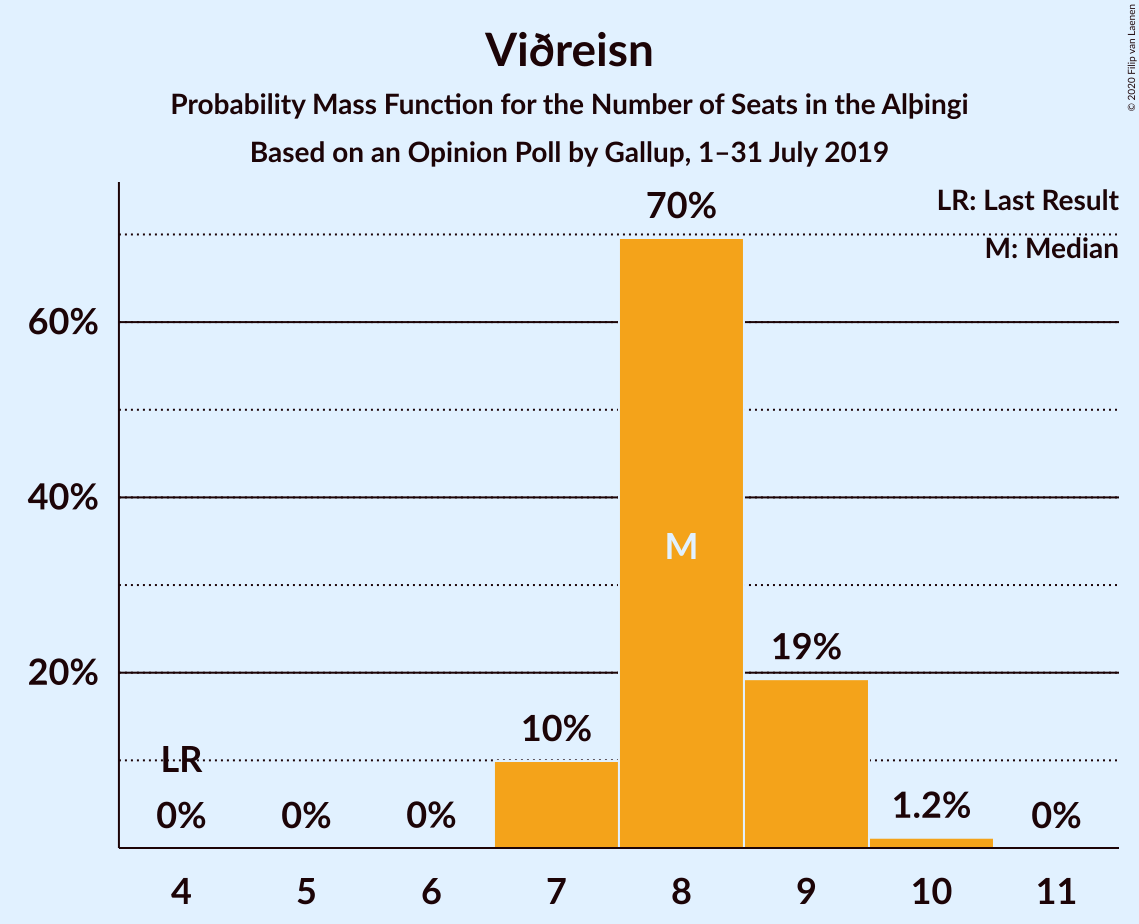 Viðreisn
Probability Mass Function for the Number of Seats in the Alþingi
Based on an Opinion Poll by Gallup, 1–31 July 2019
© 2020 Filip van Laenen
LR: Last Result
M: Median
70%
60%
40%
M
19%
20%
10%
LR
0%
0%
0%
1.2%
0%
4
5
6
7
8
9
10
11